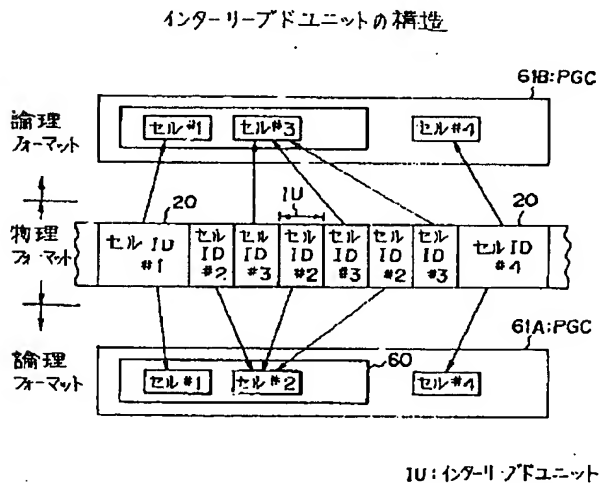 インターリーブドユニットの構造
61B:PGC
論理
フォーマット
セル#1 セル#3 セル#4
20 IU 20
物理
フォーマット
セル ID #1
セル ID #2
セル ID #3
セル ID #2
セル ID #3
セル ID #2
セル ID #3
セル ID #4
61A:PGC
論理
フォーマット
60
セル#1 セル#2 セル#4
IU:インターリーブドユニット